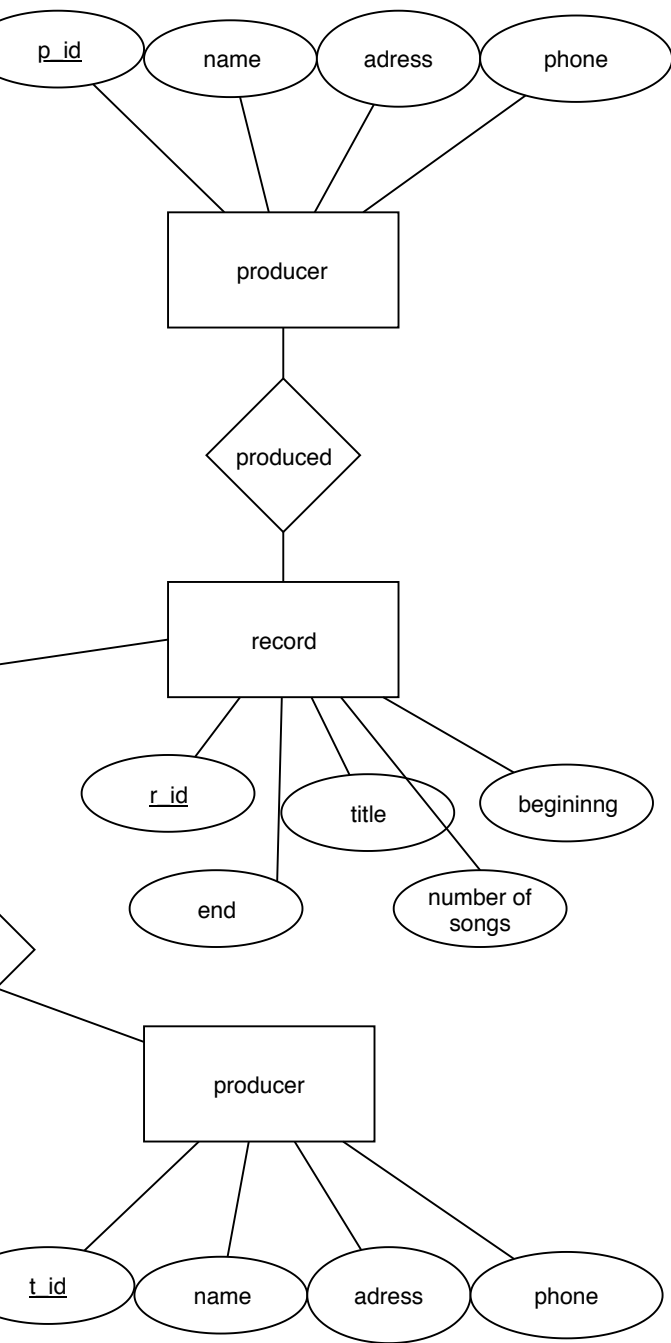 p_id
name
adress
phone
producer
produced
record
r_id
title
begininng
end
number of
songs
producer
t_id
name
adress
phone